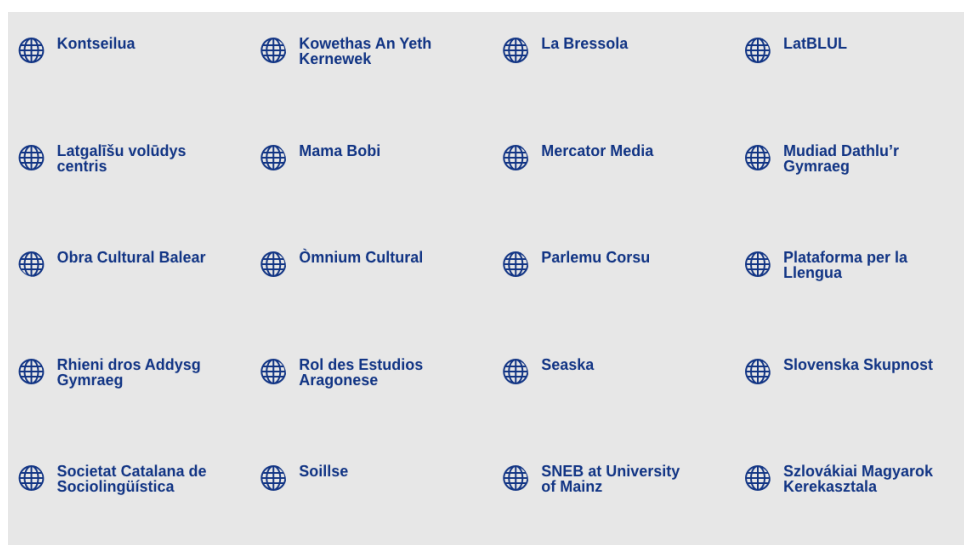 Kontseilua
Kowethas An Yeth
Kernewek
La Bressola
LatBLUL
Latgalīšu volūdys
centris
Mama Bobi
Mercator Media
Mudiad Dathlu’r
Gymraeg
Obra Cultural Balear
Òmnium Cultural
Parlemu Corsu
Plataforma per la
Llengua
Rhieni dros Addysg
Gymraeg
Rol des Estudios
Aragonese
Seaska
Slovenska Skupnost
Societat Catalana de
Sociolingüística
Soillse
SNEB at University
of Mainz
Szlovákiai Magyarok
Kerekasztala